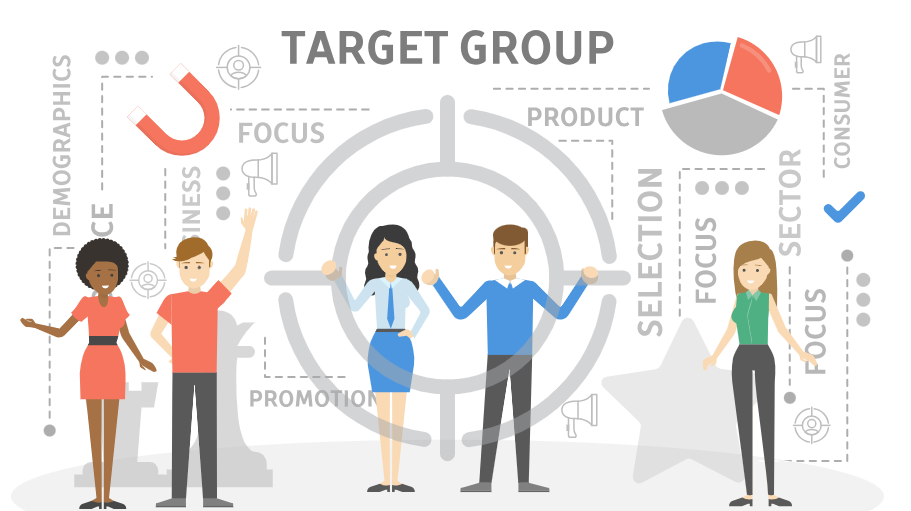 TARGET GROUP
DEMOGRAPHICS
FOCUS
PRODUCT
CONSUMER
SECTOR
SELECTION
FOCUS
FOCUS
PROMOTION